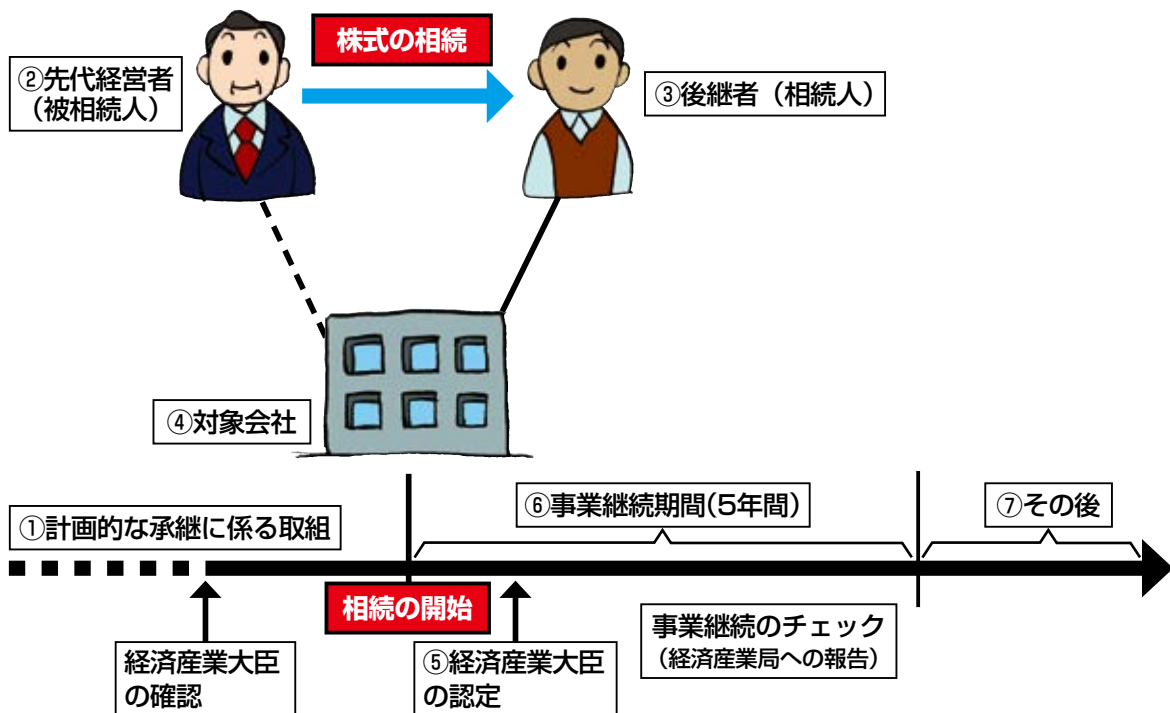 株式の相続
②先代経営者
（被相続人）
③後継者（相続人）
④対象会社
①計画的な承継に係る取組
⑥事業継続期間(5年間)
⑦その後
相続の開始
経済産業大臣
の確認
⑤経済産業大臣
の認定
事業継続のチェック
（経済産業局への報告）